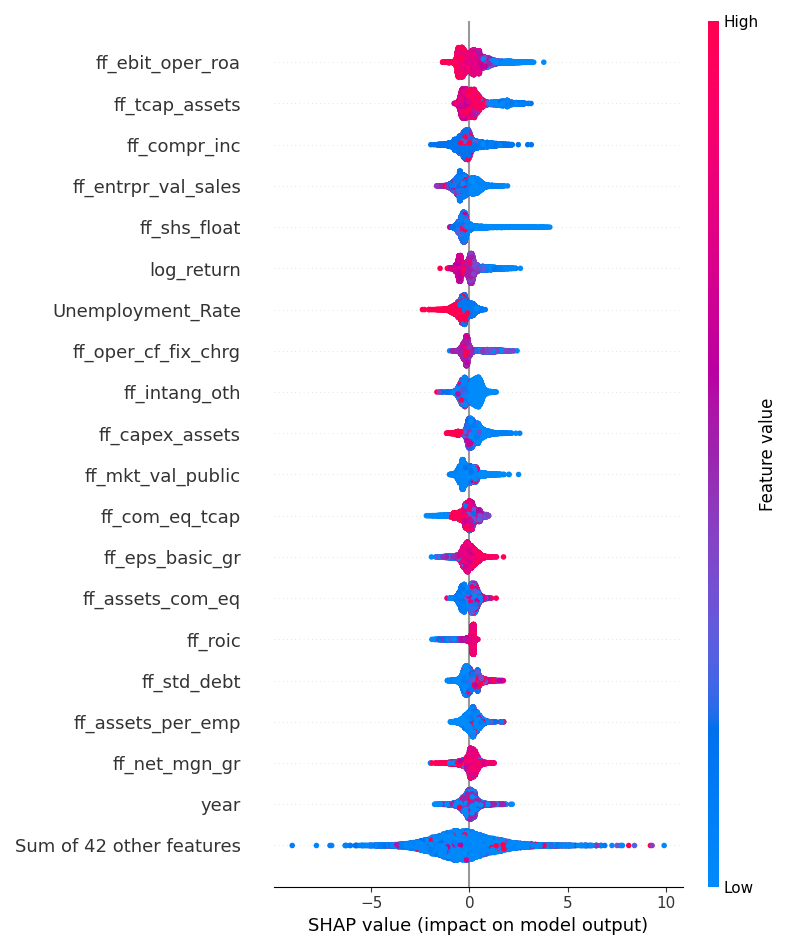 High
ff_ebit_oper_roa
ff_tcap_assets
ff_compr_inc
ff_entrpr_val_sales
ff_shs_float
log_return
Unemployment_Rate
ff_oper_cf_fix_chrg
ff_intang_oth
ff_capex_assets
ff_mkt_val_public
ff_com_eq_tcap
ff_eps_basic_gr
ff_assets_com_eq
ff_roic
ff_std_debt
ff_assets_per_emp
ff_net_mgn_gr
year
Sum of 42 other features
Feature value
Low
−5 0 5 10
SHAP value (impact on model output)